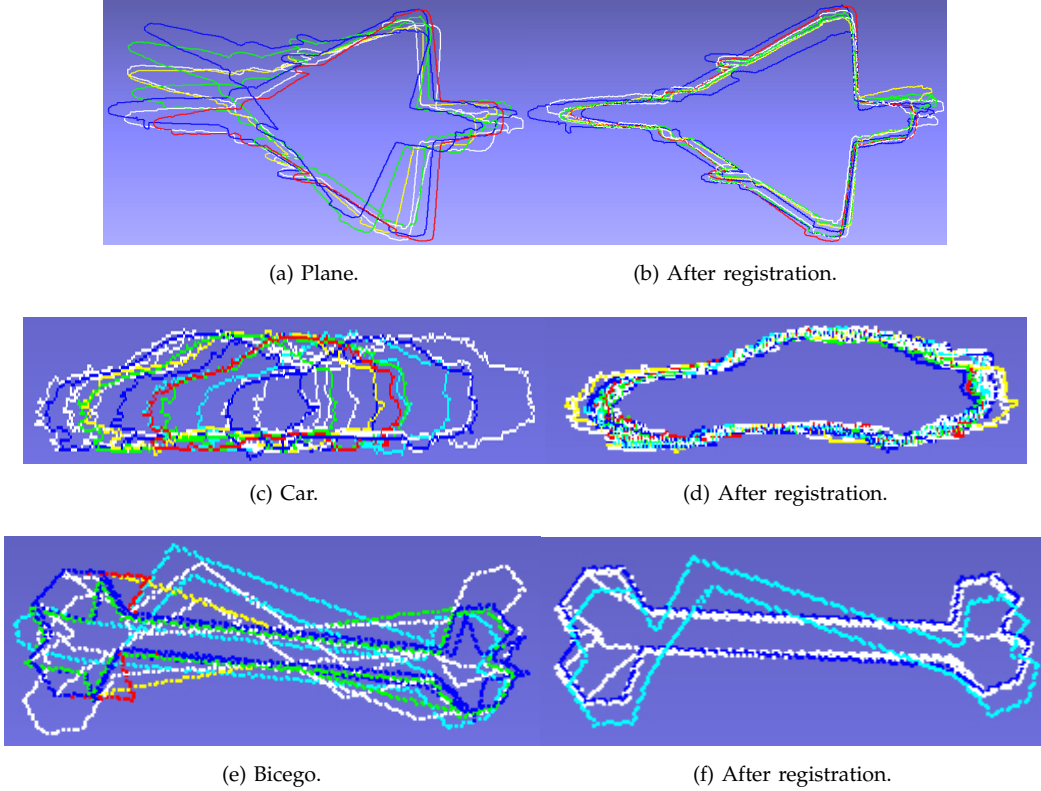 (a) Plane.
(b) After registration.
(c) Car.
(d) After registration.
(e) Bicego.
(f) After registration.